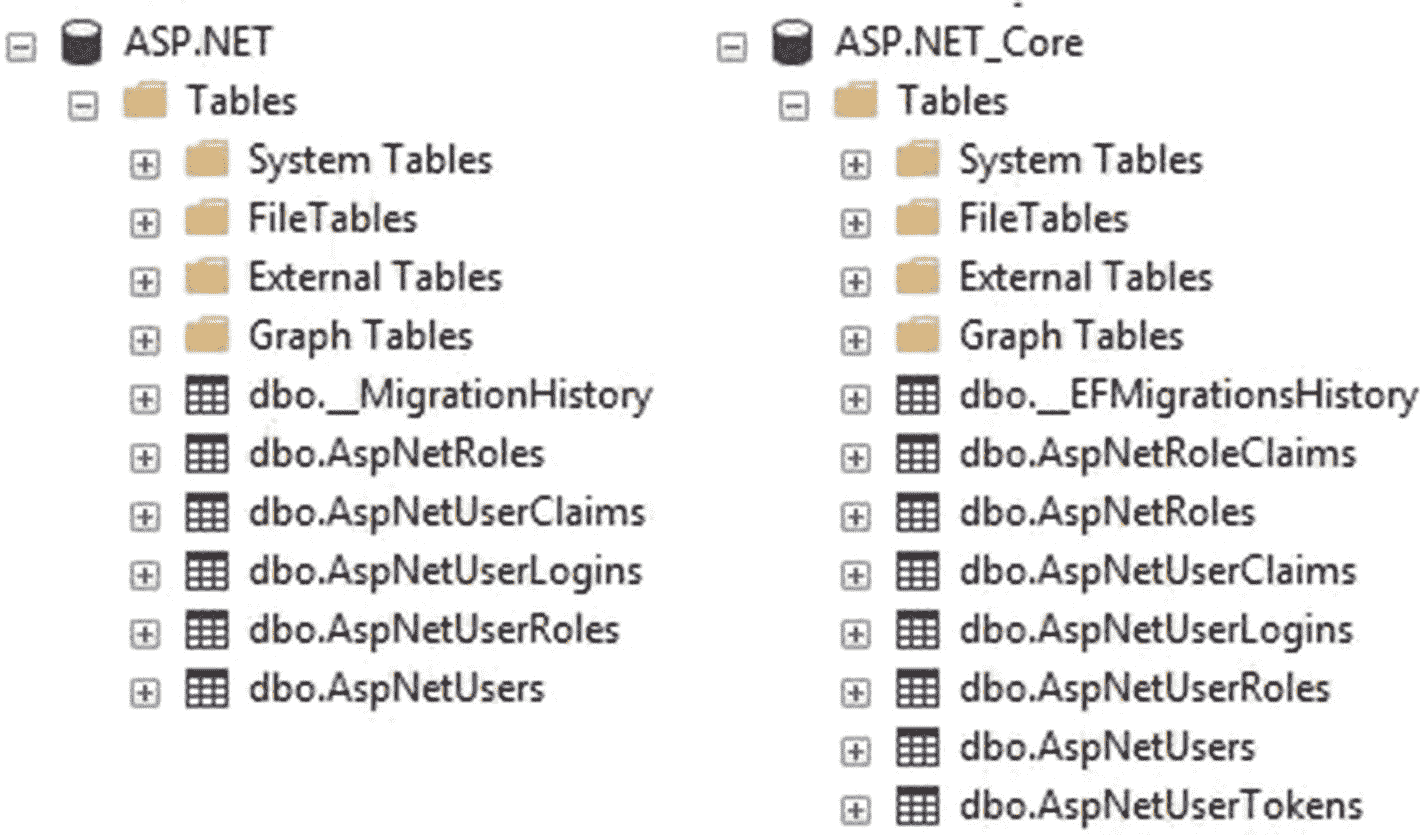 ASP.NET
Tables
System Tables
FileTables
External Tables
Graph Tables
dbo.__MigrationHistory
dbo.AspNetRoles
dbo.AspNetUserClaims
dbo.AspNetUserLogins
dbo.AspNetUserRoles
dbo.AspNetUsers
ASP.NET_Core
Tables
System Tables
FileTables
External Tables
Graph Tables
dbo.__EFMigrationsHistory
dbo.AspNetRoleClaims
dbo.AspNetRoles
dbo.AspNetUserClaims
dbo.AspNetUserLogins
dbo.AspNetUserRoles
dbo.AspNetUsers
dbo.AspNetUserTokens